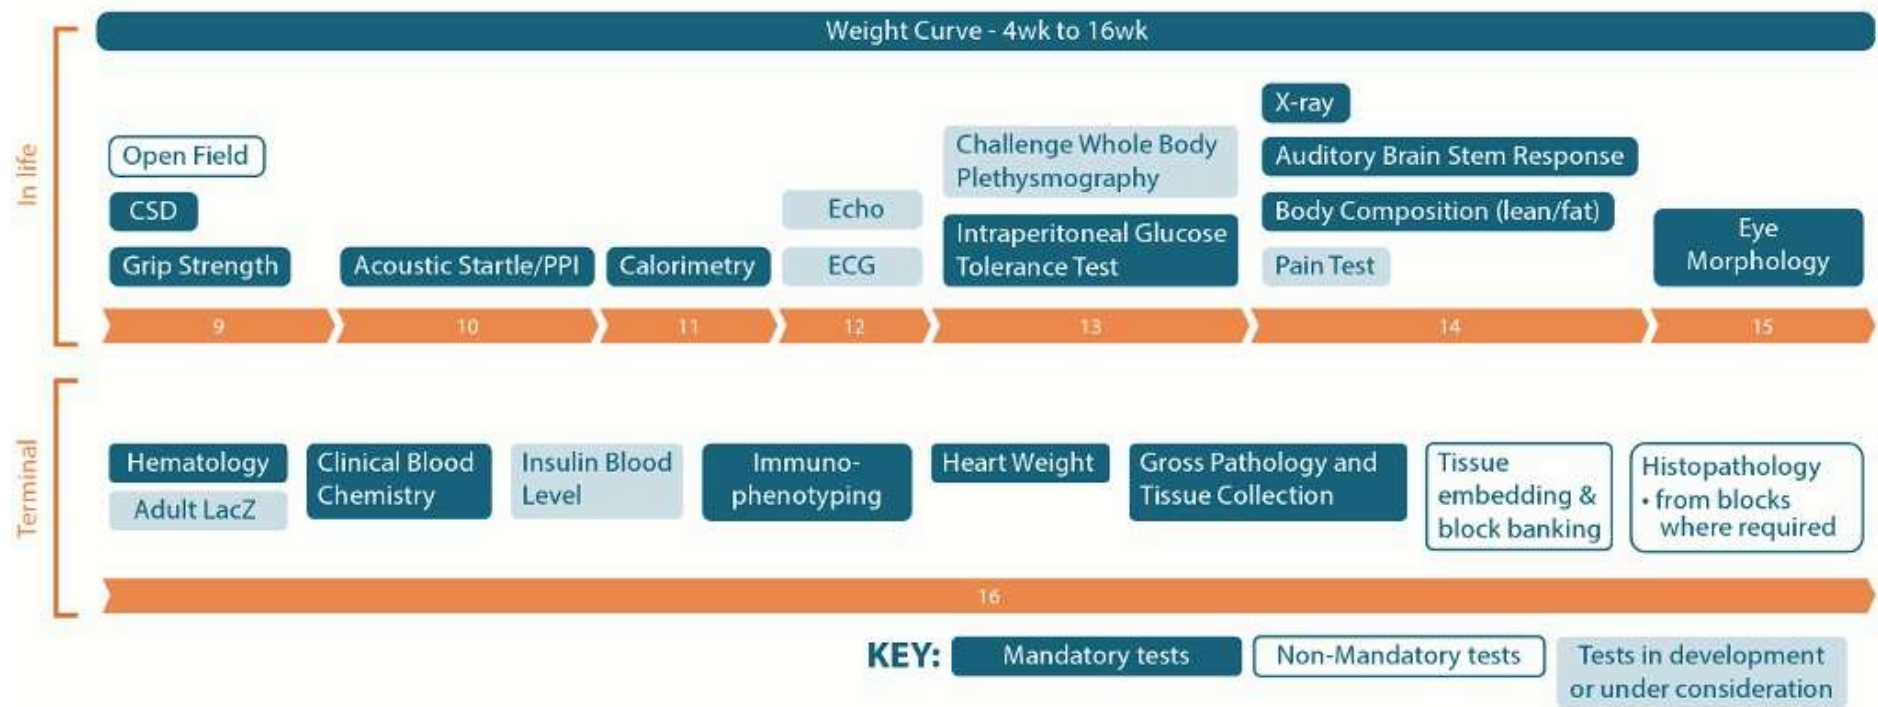 Weight Curve - 4wk to 16wk
In life
Open Field
CSD
Grip Strength
Acoustic Startle/PPI
Calorimetry
Echo
ECG
Challenge Whole Body
Plethysmography
Intraperitoneal Glucose
Tolerance Test
X-ray
Auditory Brain Stem Response
Body Composition (lean/fat)
Pain Test
Eye
Morphology
9
10
11
12
13
14
15
Terminal
Hematology
Adult LacZ
Clinical Blood
Chemistry
Insulin Blood
Level
Immuno-
phenotyping
Heart Weight
Gross Pathology and
Tissue Collection
Tissue
embedding &
block banking
Histopathology
• from blocks
where required
16
KEY:
Mandatory tests
Non-Mandatory tests
Tests in development
or under consideration